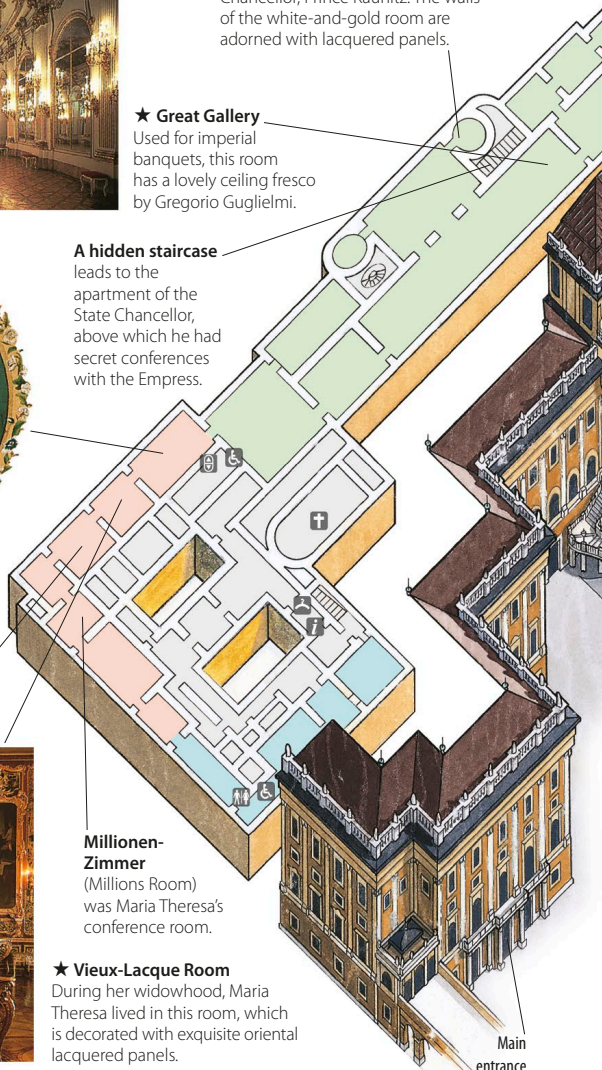 Chancellor, Prince Kaunitz. The walls
of the white-and-gold room are
adorned with lacquered panels.
★ Great Gallery
Used for imperial
banquets, this room
has a lovely ceiling fresco
by Gregorio Guglielmi.
A hidden staircase
leads to the
apartment of the
State Chancellor,
above which he had
secret conferences
with the Empress.
i
Millionen-
Zimmer
(Millions Room)
was Maria Theresa’s
conference room.
★ Vieux-Lacque Room
During her widowhood, Maria
Theresa lived in this room, which
is decorated with exquisite oriental
lacquered panels.
Main
entrance